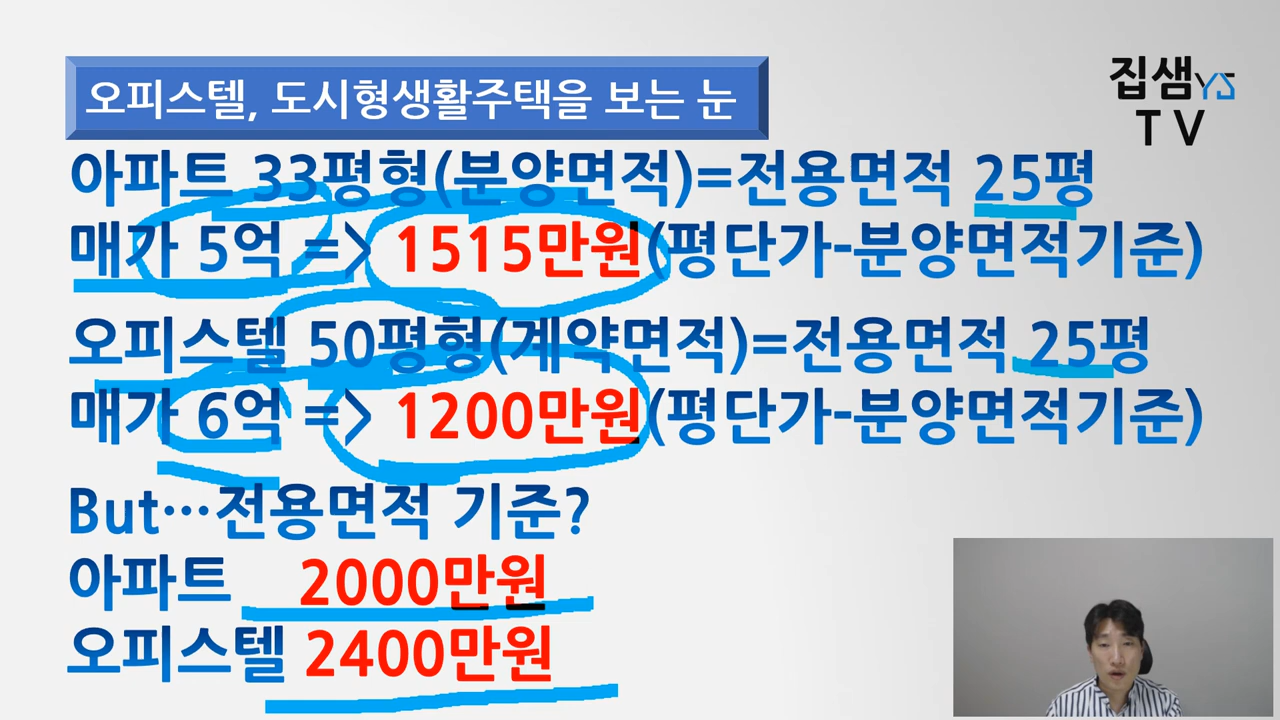 오피스텔, 도시형생활주택을 보는 눈
집샘YS
TV
아파트 33평형(분양면적)=전용면적 25평
매가 5억 => 1515만원(평단가-분양면적기준)
오피스텔 50평형(계약면적)=전용면적 25평
매가 6억 => 1200만원(평단가-분양면적기준)
But…전용면적 기준?
아파트 2000만원
오피스텔 2400만원